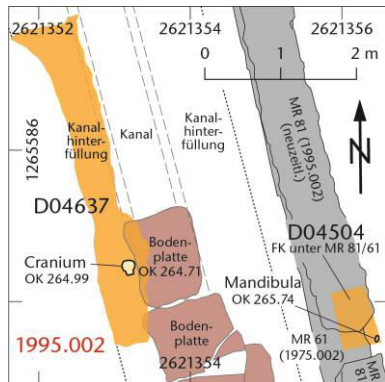 2621352
2621354
2621356
0
1
2 m
1265586
Kanal-
hinter-
füllung
Kanal
Kanal-
hinter-
füllung
MR 81 (1995.002)
(neuzeitl.)
N
D04637
D04504
FK unter MR 81/61
Cranium
OK 264.99
Boden-
platte
OK 264.71
Mandibula
OK 265.74
1995.002
Boden-
platte
2621354
MR 61
(1975.002)
MR
81